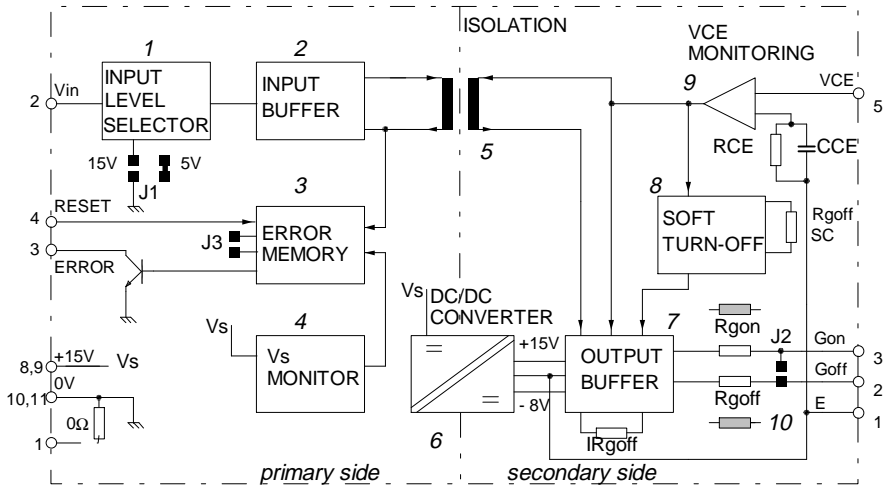 ISOLATION
1
2
VCE
MONITORING
INPUT
LEVEL
SELECTOR
INPUT
BUFFER
2
Vin
9
VCE
5
15V
5V
J1
5
RCE
CCE
3
8
4
RESET
3
ERROR
J3
ERROR
MEMORY
SOFT
TURN-OFF
Rgoff
SC
Vs
DC/DC
CONVERTER
4
Vs
Vs
MONITOR
7
Rgon
J2
Gon
3
+15V
OUTPUT
BUFFER
Goff
2
- 8V
Rgoff
E
1
10
IRgoff
6
8,9
+15V
Vs
0V
10,11
0Ω
1
primary side
secondary side